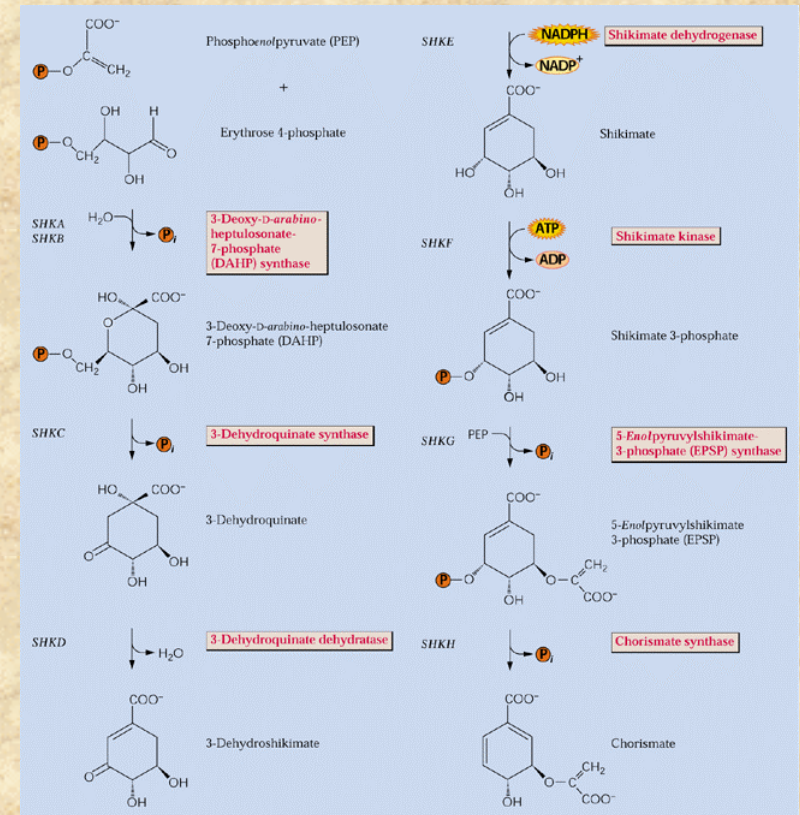 COO⁻
Phosphoenolpyruvate (PEP)
C
P—O CH₂
+
OH H
Erythrose 4-phosphate
P—O
CH₂ O
OH
SHKA
SHKB
H₂O
Pi
3-Deoxy-D-arabino-
heptulosonate-
7-phosphate
(DAHP) synthase
HO COO⁻
O
3-Deoxy-D-arabino-heptulosonate
7-phosphate (DAHP)
P—O
CH₂ OH
OH
SHKC
Pi
3-Dehydroquinate synthase
HO COO⁻
3-Dehydroquinate
O OH
OH
SHKD
H₂O
3-Dehydroquinate dehydratase
COO⁻
3-Dehydroshikimate
O OH
OH
SHKE
NADPH
NADP⁺
Shikimate dehydrogenase
COO⁻
Shikimate
HO OH
OH
SHKF
ATP
ADP
Shikimate kinase
COO⁻
Shikimate 3-phosphate
P—O OH
OH
SHKG
PEP
Pi
5-Enolpyruvylshikimate-
3-phosphate (EPSP) synthase
COO⁻
5-Enolpyruvylshikimate
3-phosphate (EPSP)
CH₂
P—O O—C
OH COO⁻
SHKH
Pi
Chorismate synthase
COO⁻
Chorismate
CH₂
O—C
OH COO⁻